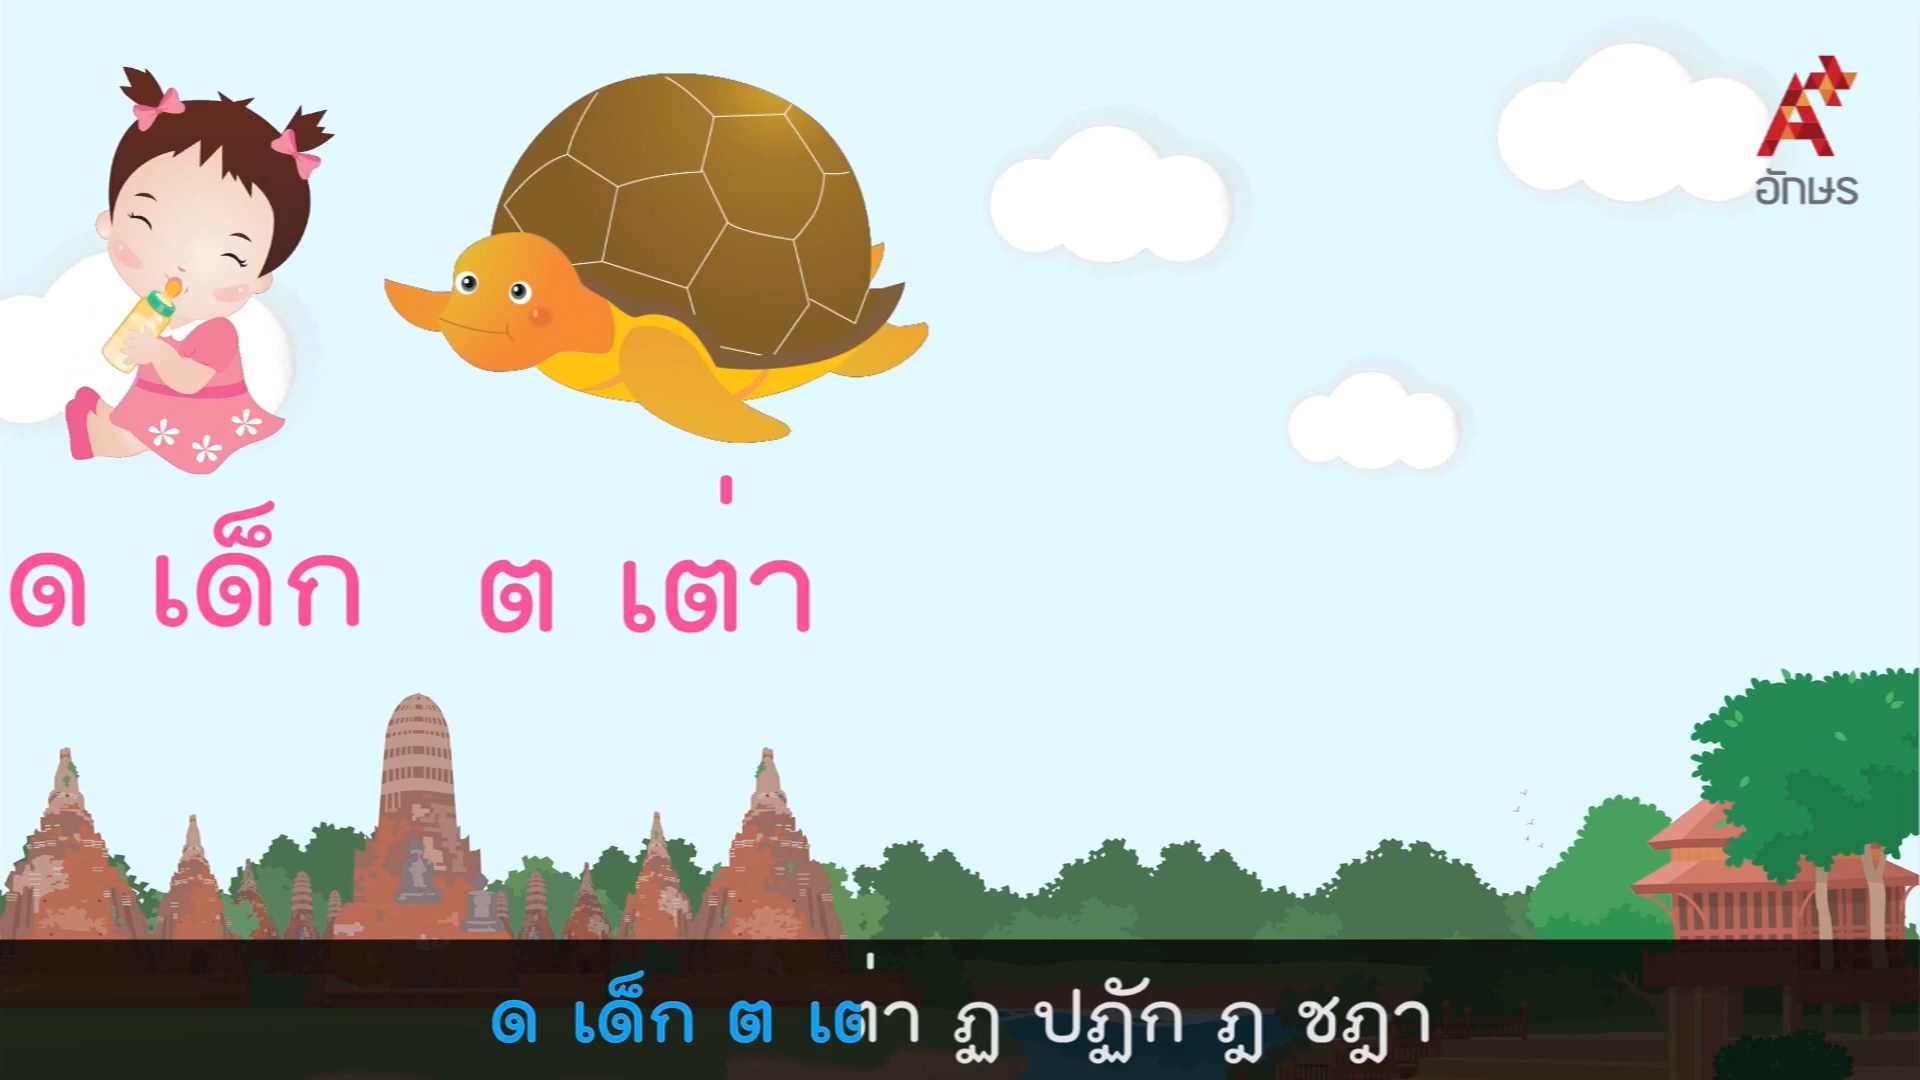 อักษร
ด เด็ก ต เต่า
ด เด็ก ต เต่า ฏ ปฏัก ฎ ชฎา